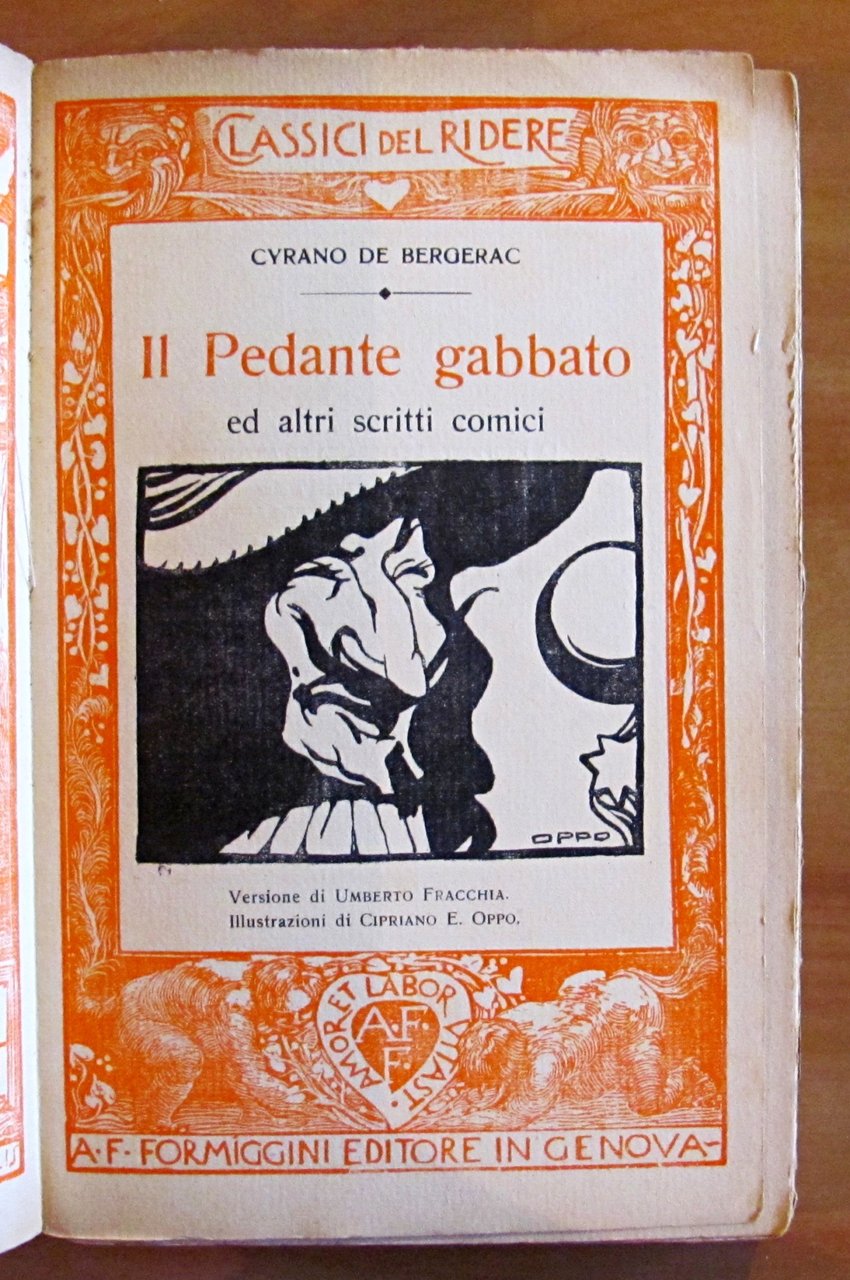 CLASSICI DEL RIDERE
CYRANO DE BERGERAC
Il Pedante gabbato
ed altri scritti comici
OPPO
Versione di UMBERTO FRACCHIA.
Illustrazioni di CIPRIANO E. OPPO.
AMOR ET LABOR VITAST.
A.F.
F.
A. F. FORMÍGGINI EDITORE IN GENOVA